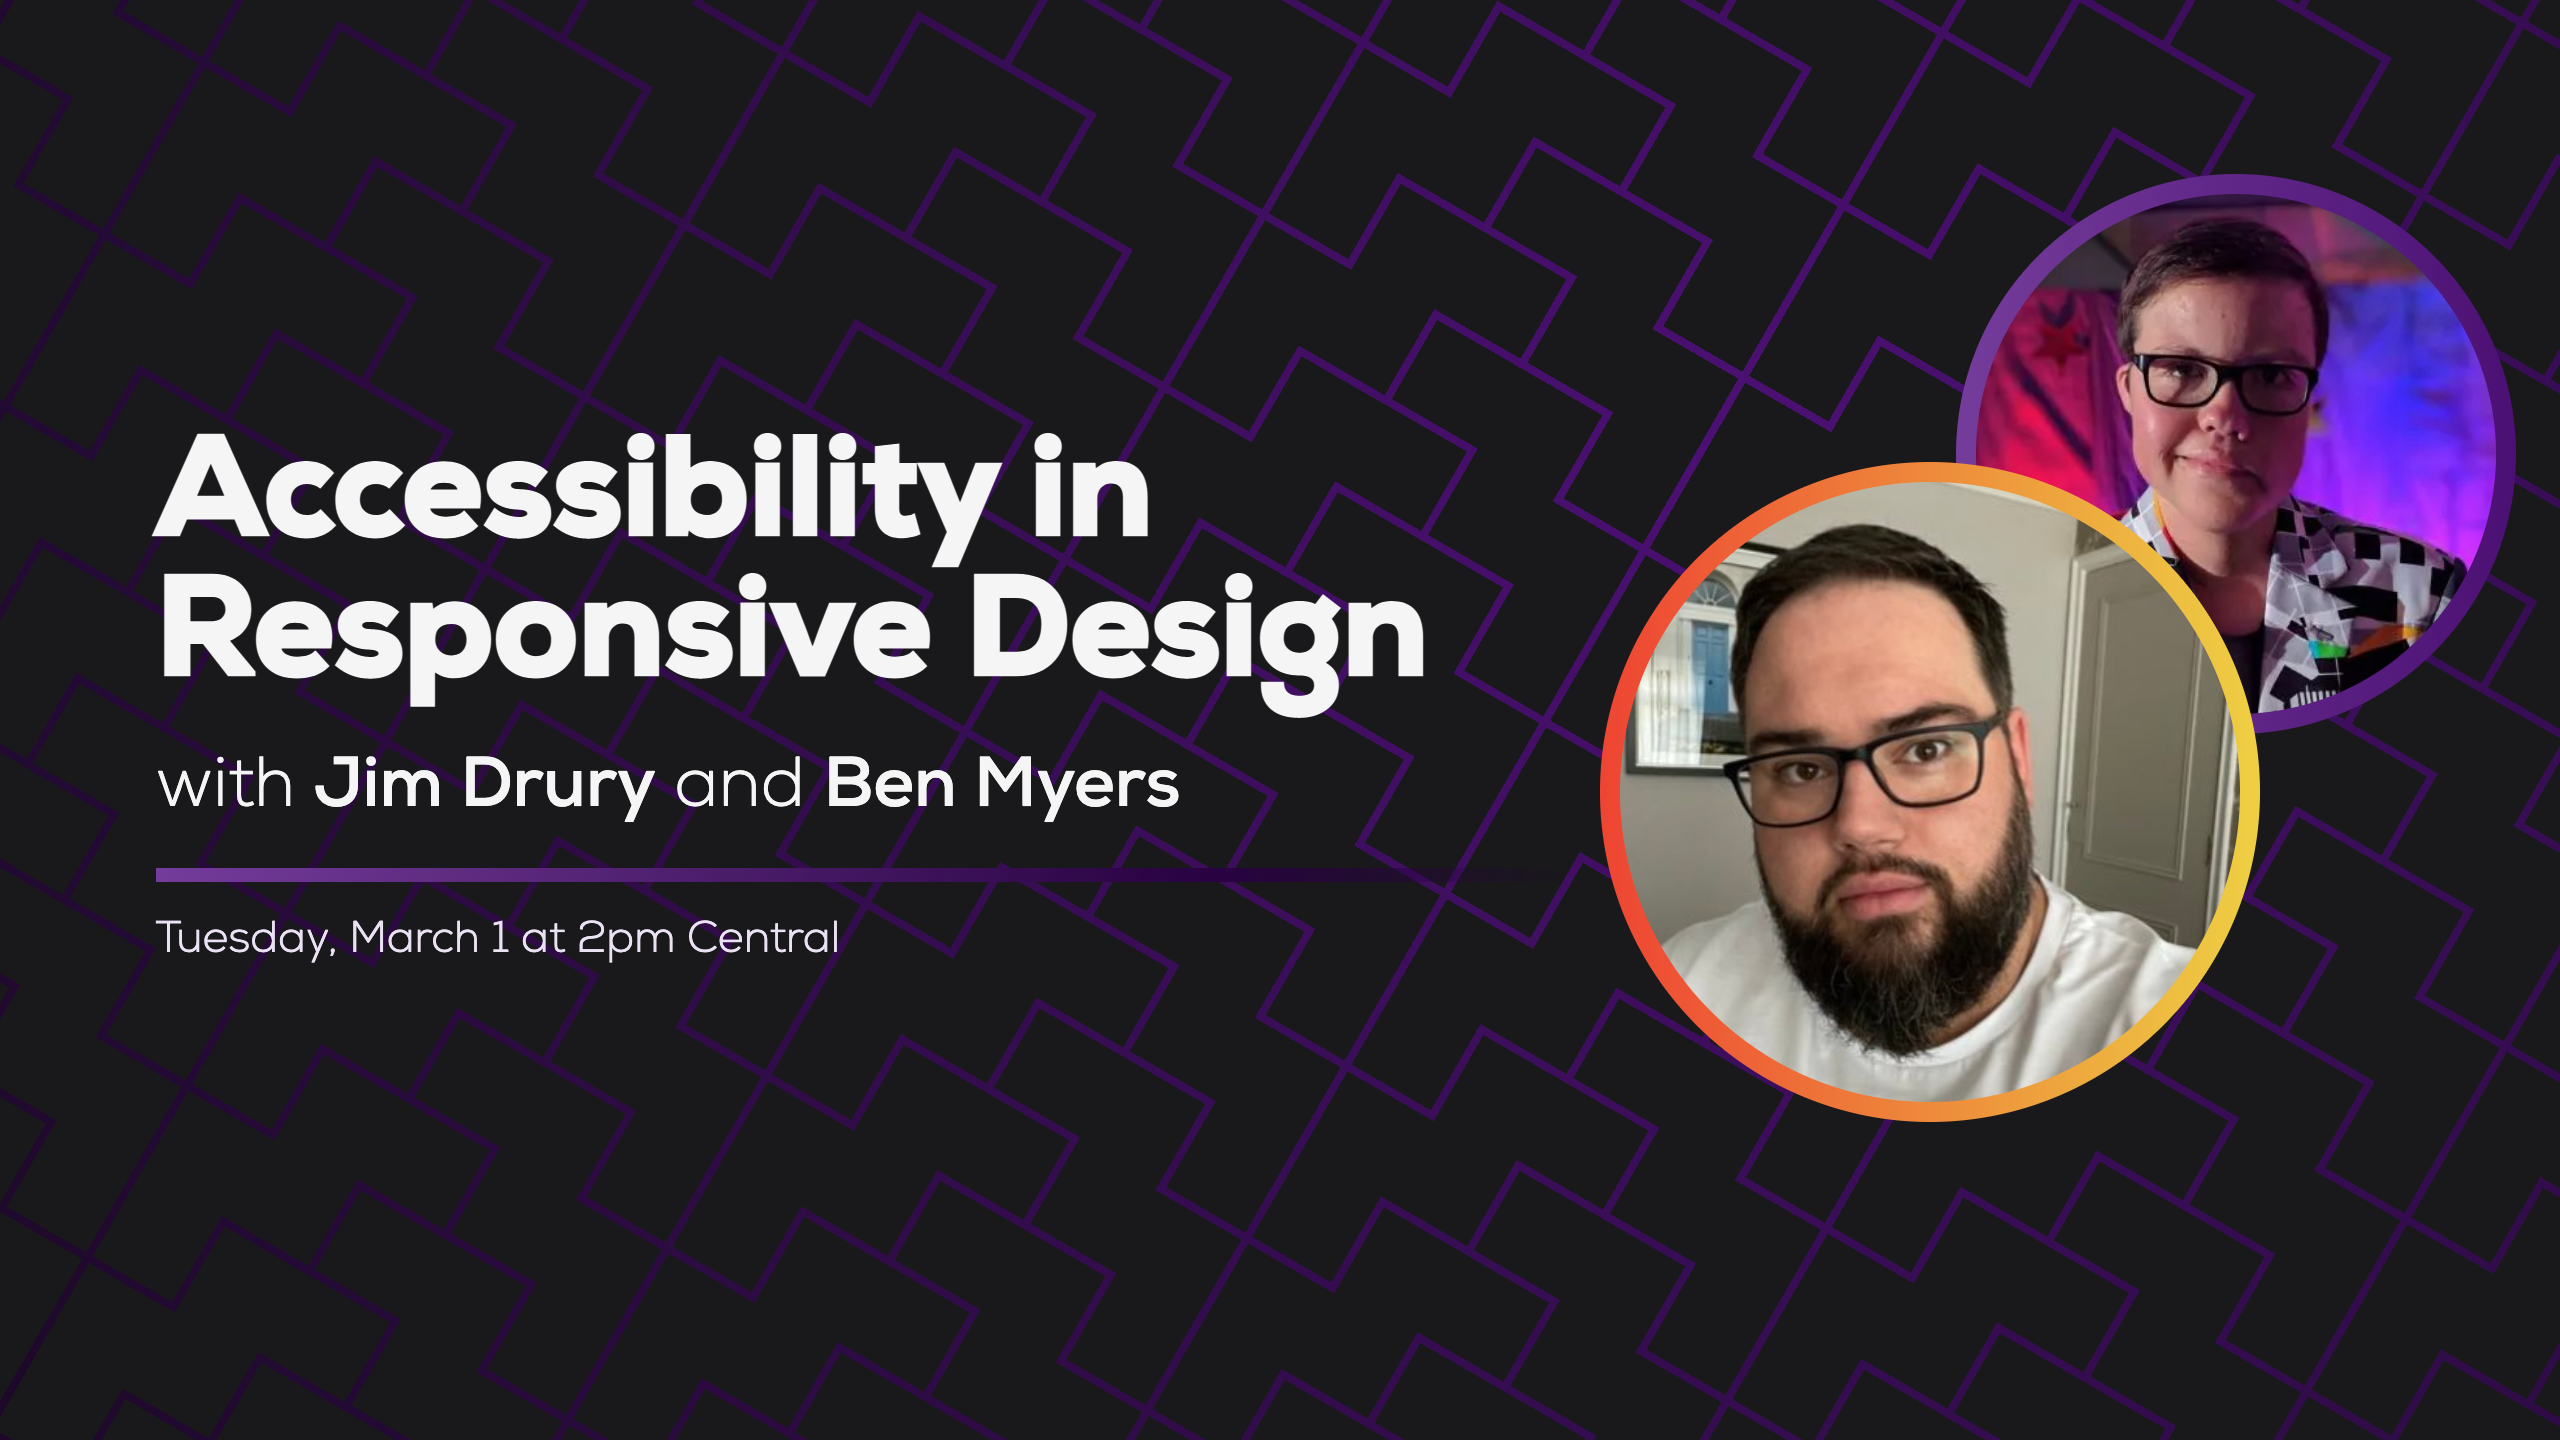 Accessibility in
Responsive Design
with Jim Drury and Ben Myers
Tuesday, March 1 at 2pm Central